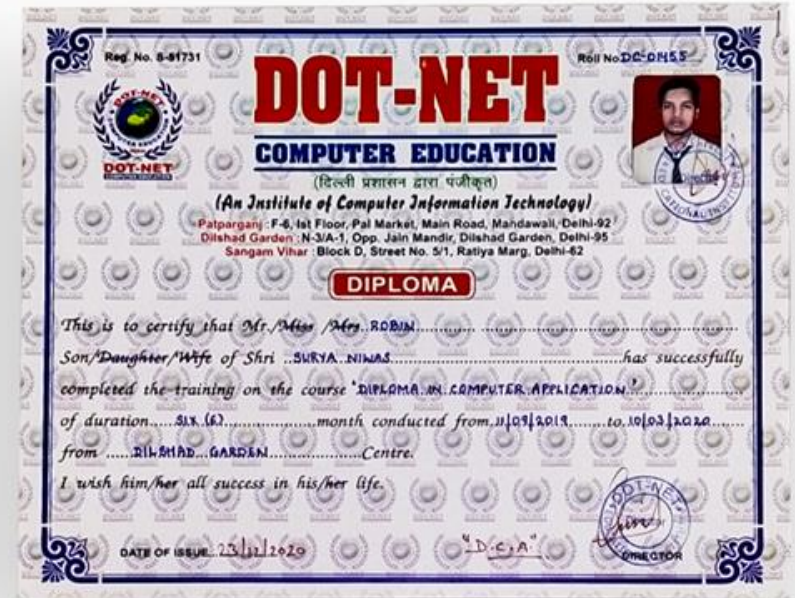 Reg. No. S-51731
Roll No. DC-01455
DOT-NET
COMPUTER EDUCATION
DOT-NET
COMPUTER EDUCATION
(दिल्ली प्रशासन द्वारा पंजीकृत)
(An Institute of Computer Information Technology)
Patparganj : F-6, Ist Floor, Pal Market, Main Road, Mandawali, Delhi-92
Dilshad Garden : N-3/A-1, Opp. Jain Mandir, Dilshad Garden, Delhi-95
Sangam Vihar : Block D, Street No. 5/1, Ratiya Marg, Delhi-62
DIPLOMA
This is to certify that Mr./Miss /Mrs. ROBIN
Son/Daughter/Wife of Shri SURYA NIWAS has successfully
completed the training on the course "DIPLOMA IN COMPUTER APPLICATION"
of duration SIX (6) month conducted from 11/09/2019 to 10/03/2020
from DILSHAD GARDEN Centre.
I wish him/her all success in his/her life.
DOT-NET
DATE OF ISSUE 23/12/2020
"D.C.A."
DIRECTOR